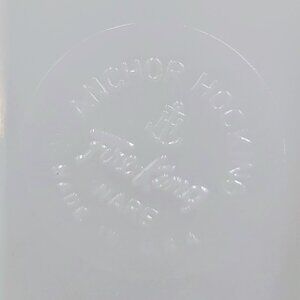 ANCHOR HOCKING
Fire King
WARE
MADE IN U.S.A.